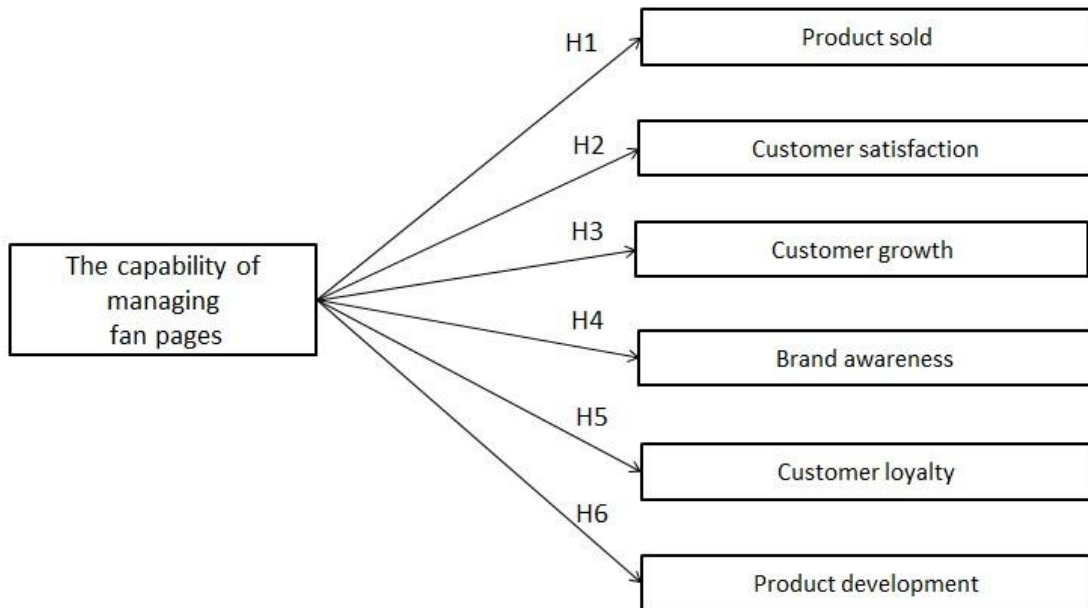 H1
Product sold
H2
Customer satisfaction
H3
Customer growth
The capability of
managing
fan pages
H4
Brand awareness
H5
Customer loyalty
H6
Product development